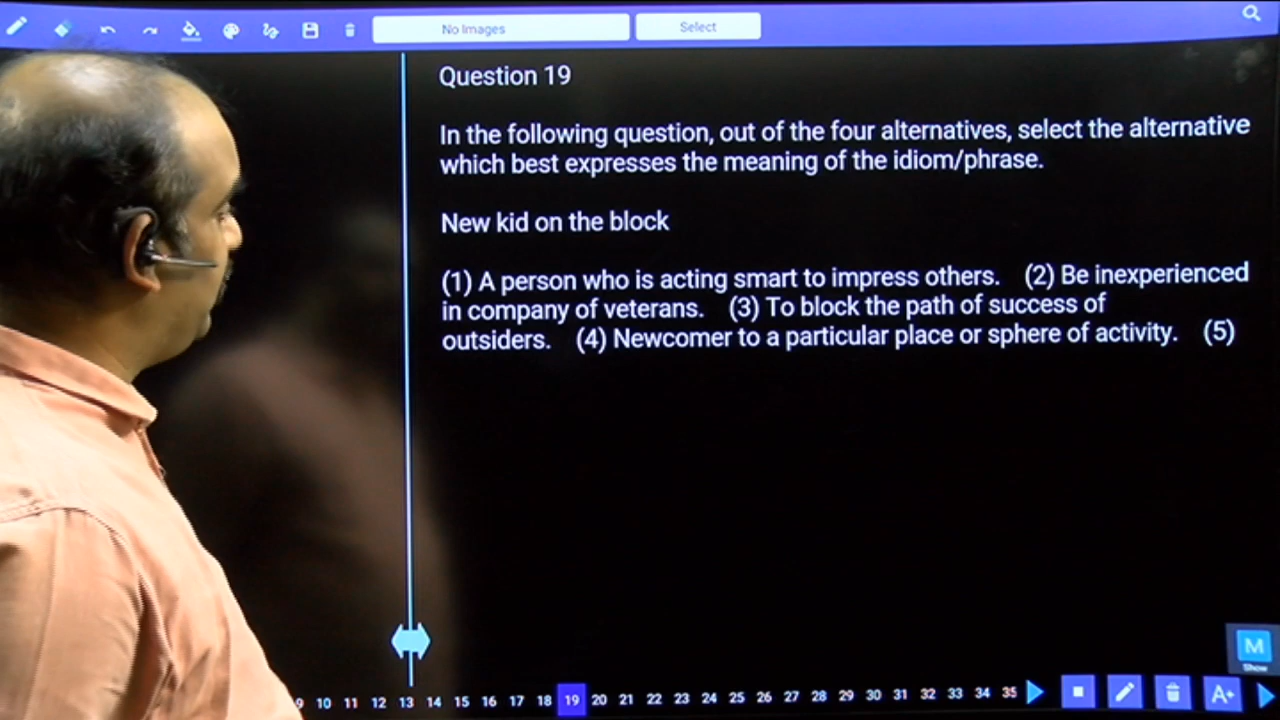 No Images
Select
Question 19
In the following question, out of the four alternatives, select the alternative
which best expresses the meaning of the idiom/phrase.
New kid on the block
(1) A person who is acting smart to impress others. (2) Be inexperienced
in company of veterans. (3) To block the path of success of
outsiders. (4) Newcomer to a particular place or sphere of activity. (5)
M
Show
9 10 11 12 13 14 15 16 17 18 19 20 21 22 23 24 25 26 27 28 29 30 31 32 33 34 35
A+